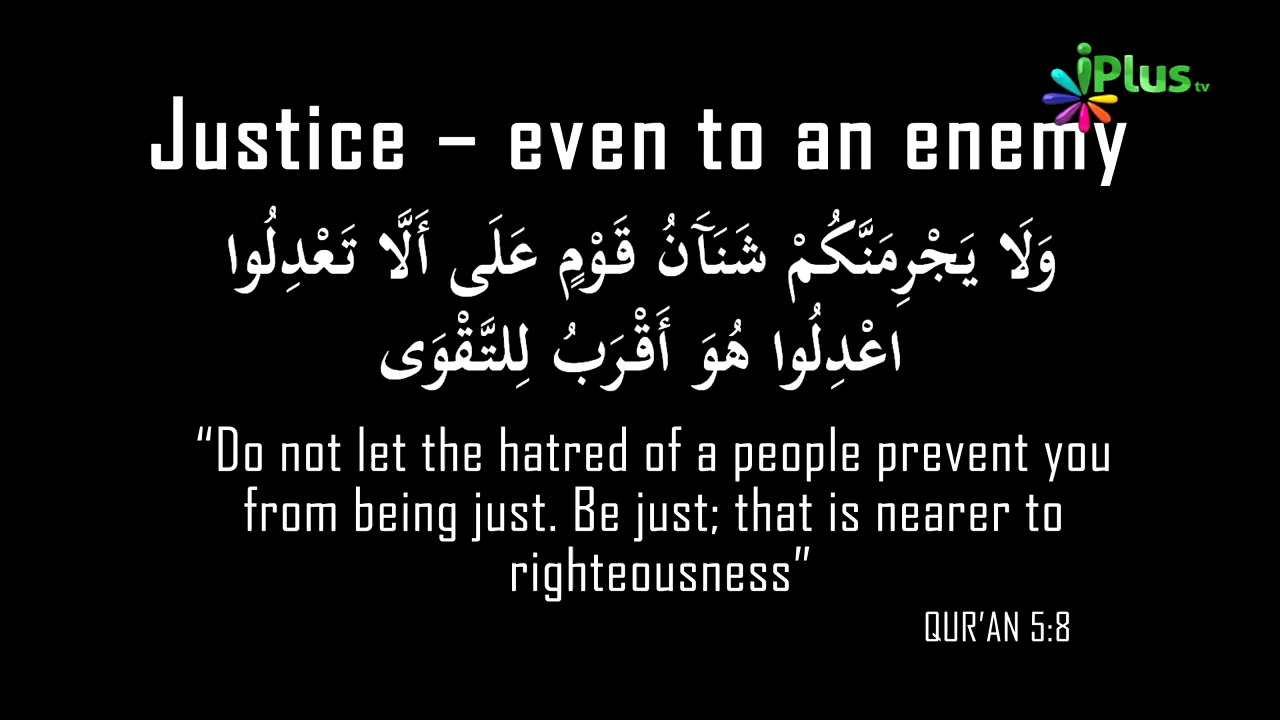 iPlus tv
Justice – even to an enemy
وَلَا يَجْرِمَنَّكُمْ شَنَآنُ قَوْمٍ عَلَى أَلَّا تَعْدِلُوا
اعْدِلُوا هُوَ أَقْرَبُ لِلتَّقْوَى
“Do not let the hatred of a people prevent you
from being just. Be just; that is nearer to
righteousness”
QUR’AN 5:8